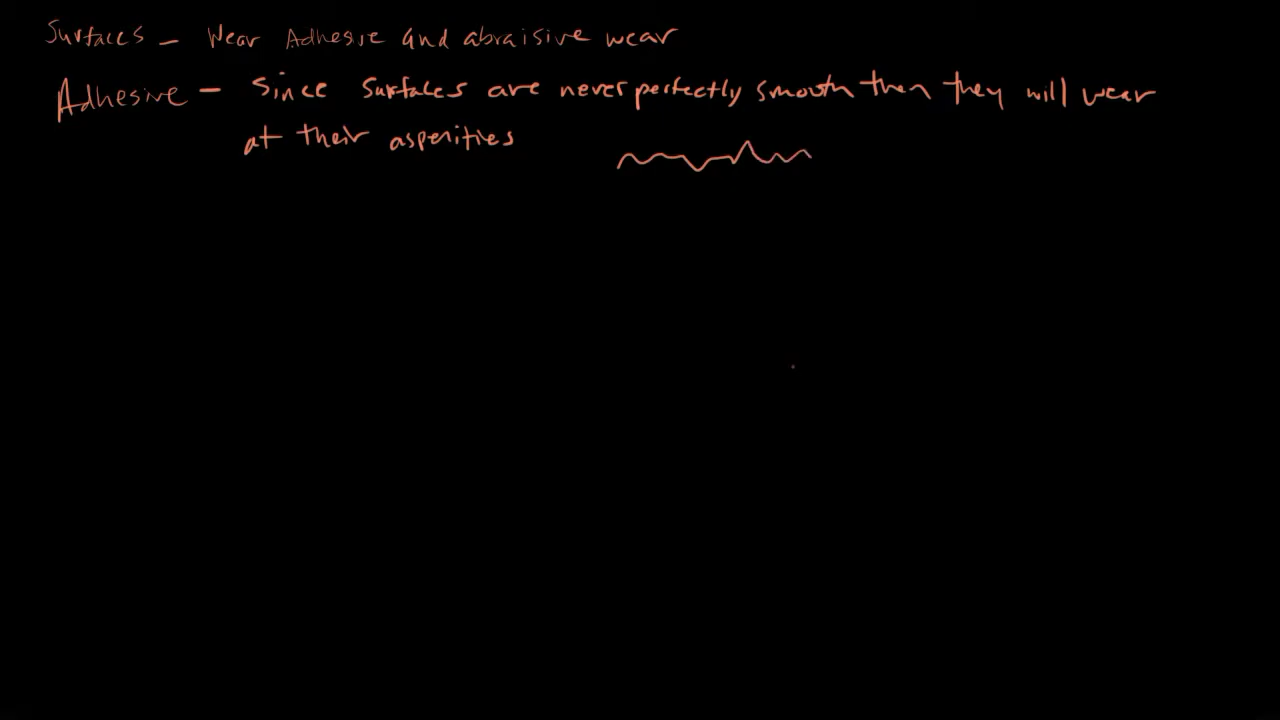 Surfaces - Wear Adhesive and abraisive wear
Adhesive - Since surfaces are never perfectly smooth then they will wear
at their asperities